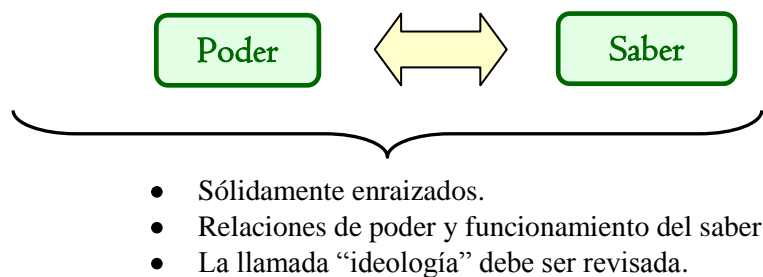 Poder
Saber
• Sólidamente enraizados.
• Relaciones de poder y funcionamiento del saber
• La llamada “ideología” debe ser revisada.